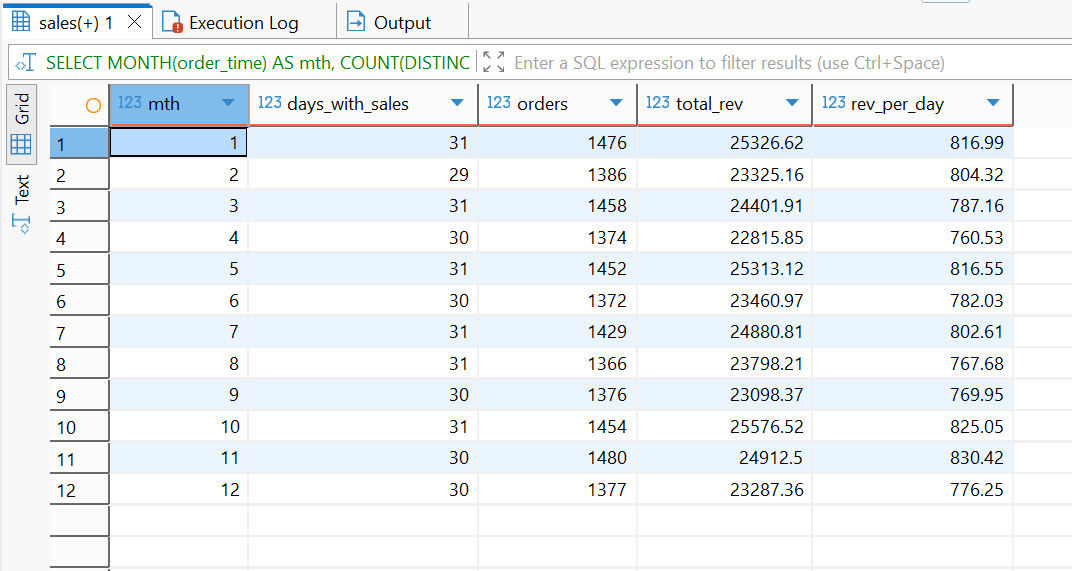 sales(+) 1 Execution Log Output
SELECT MONTH(order_time) AS mth, COUNT(DISTINC Enter a SQL expression to filter results (use Ctrl+Space)
Grid
Text
123 mth 123 days_with_sales 123 orders 123 total_rev 123 rev_per_day
1 1 31 1476 25326.62 816.99
2 2 29 1386 23325.16 804.32
3 3 31 1458 24401.91 787.16
4 4 30 1374 22815.85 760.53
5 5 31 1452 25313.12 816.55
6 6 30 1372 23460.97 782.03
7 7 31 1429 24880.81 802.61
8 8 31 1366 23798.21 767.68
9 9 30 1376 23098.37 769.95
10 10 31 1454 25576.52 825.05
11 11 30 1480 24912.5 830.42
12 12 30 1377 23287.36 776.25